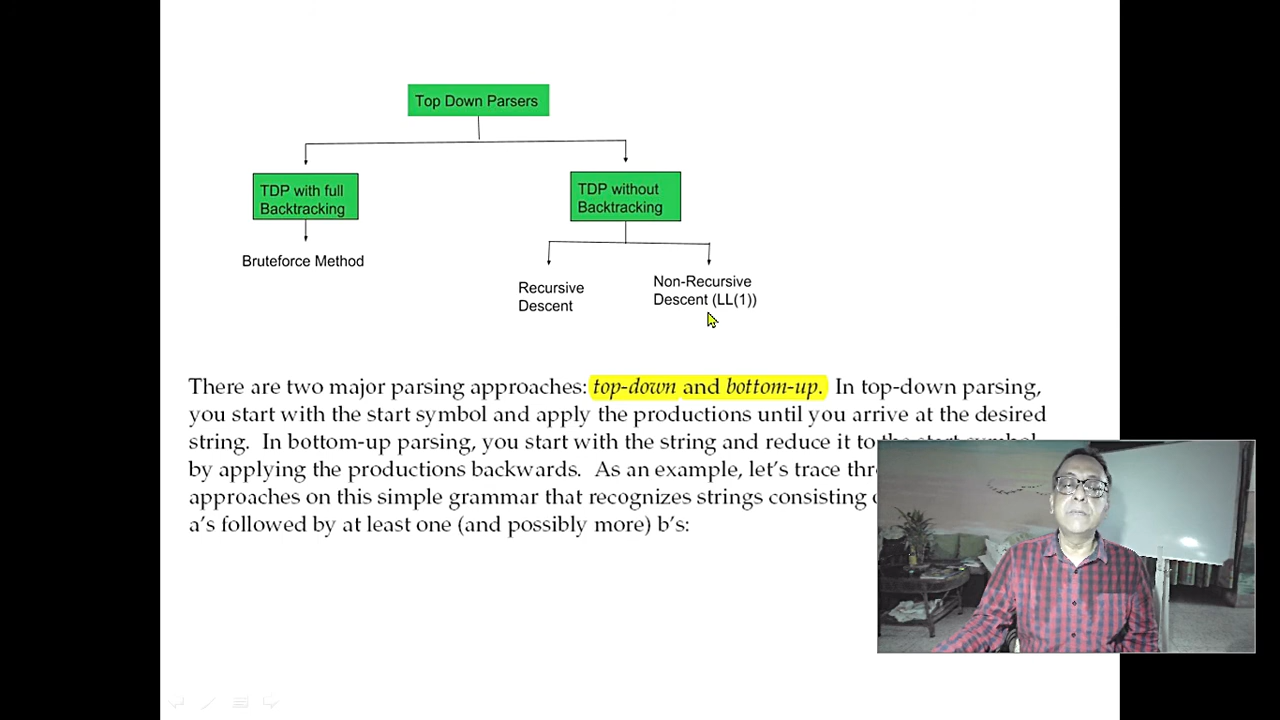 Top Down Parsers
TDP with full
Backtracking
TDP without
Backtracking
Bruteforce Method
Recursive
Descent
Non-Recursive
Descent (LL(1))
There are two major parsing approaches: top-down and bottom-up. In top-down parsing,
you start with the start symbol and apply the productions until you arrive at the desired
string. In bottom-up parsing, you start with the string and reduce it to the start symbol
by applying the productions backwards. As an example, let's trace
approaches on this simple grammar that recognizes strings consisting
a's followed by at least one (and possibly more) b's: